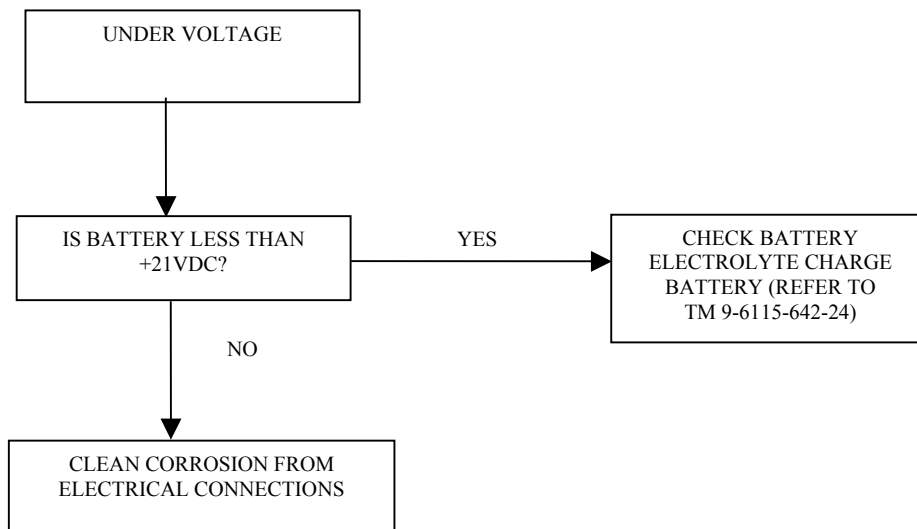 UNDER VOLTAGE
IS BATTERY LESS THAN
+21VDC?
YES
CHECK BATTERY
ELECTROLYTE CHARGE
BATTERY (REFER TO
TM 9-6115-642-24)
NO
CLEAN CORROSION FROM
ELECTRICAL CONNECTIONS